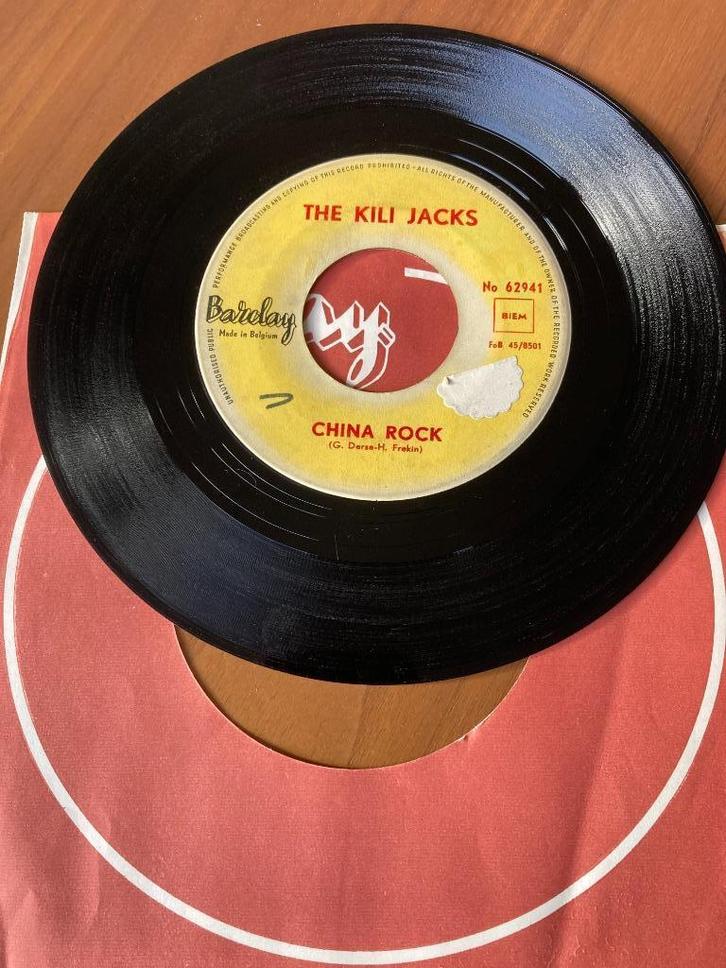 UNAUTHORISED PUBLIC PERFORMANCE BROADCASTING AND COPYING OF THIS RECORD PROHIBITED · ALL RIGHTS OF THE MANUFACTURER AND OF THE OWNER OF THE RECORDED WORK RESERVED
THE KILI JACKS
No 62941
Barclay
BIEM
Made in Belgium
FoB 45/8501
CHINA ROCK
(G. Derse-H. Frekin)